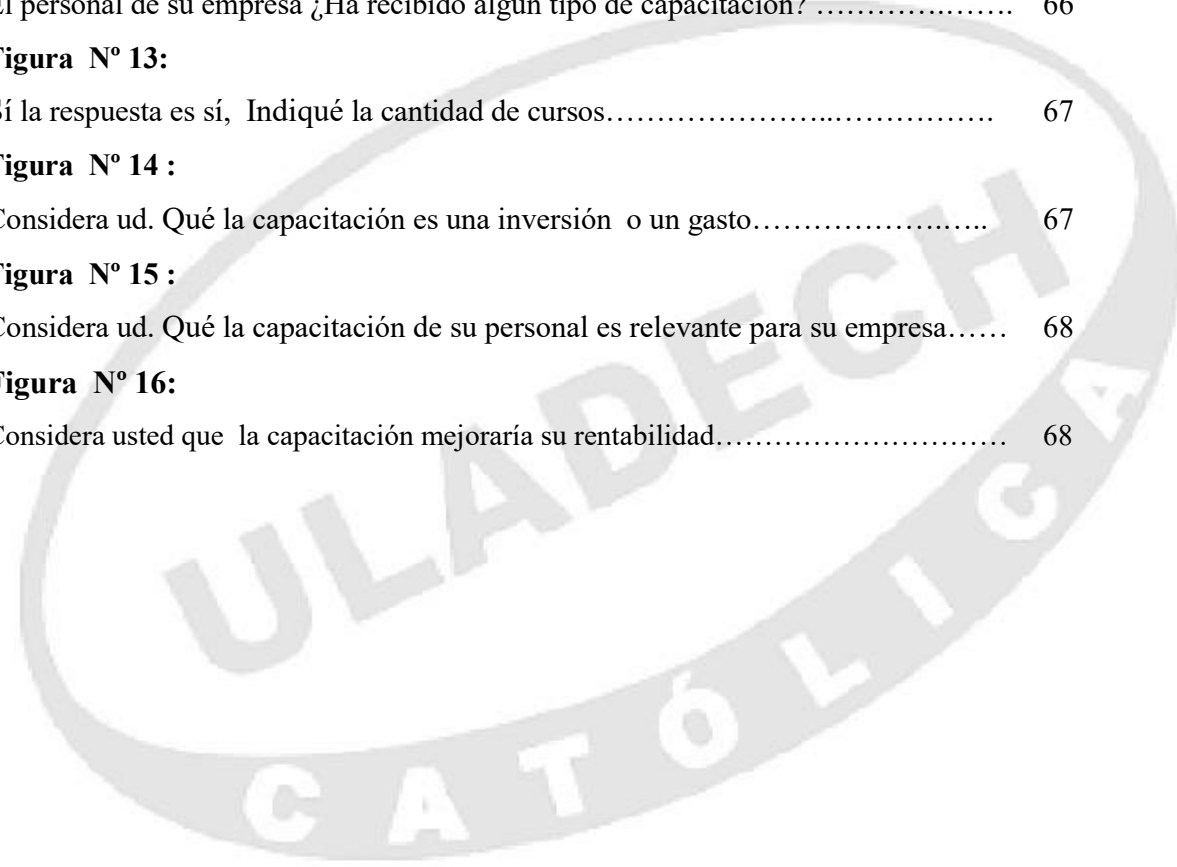 El personal de su empresa ¿Ha recibido algún tipo de capacitación? ………….……. 66
Figura Nº 13:
Sí la respuesta es sí, Indiqué la cantidad de cursos…………………..……………. 67
Figura Nº 14 :
Considera ud. Qué la capacitación es una inversión o un gasto……………….….. 67
Figura Nº 15 :
Considera ud. Qué la capacitación de su personal es relevante para su empresa…… 68
Figura Nº 16:
Considera usted que la capacitación mejoraría su rentabilidad………………………… 68
ULADECH
CATÓLICA